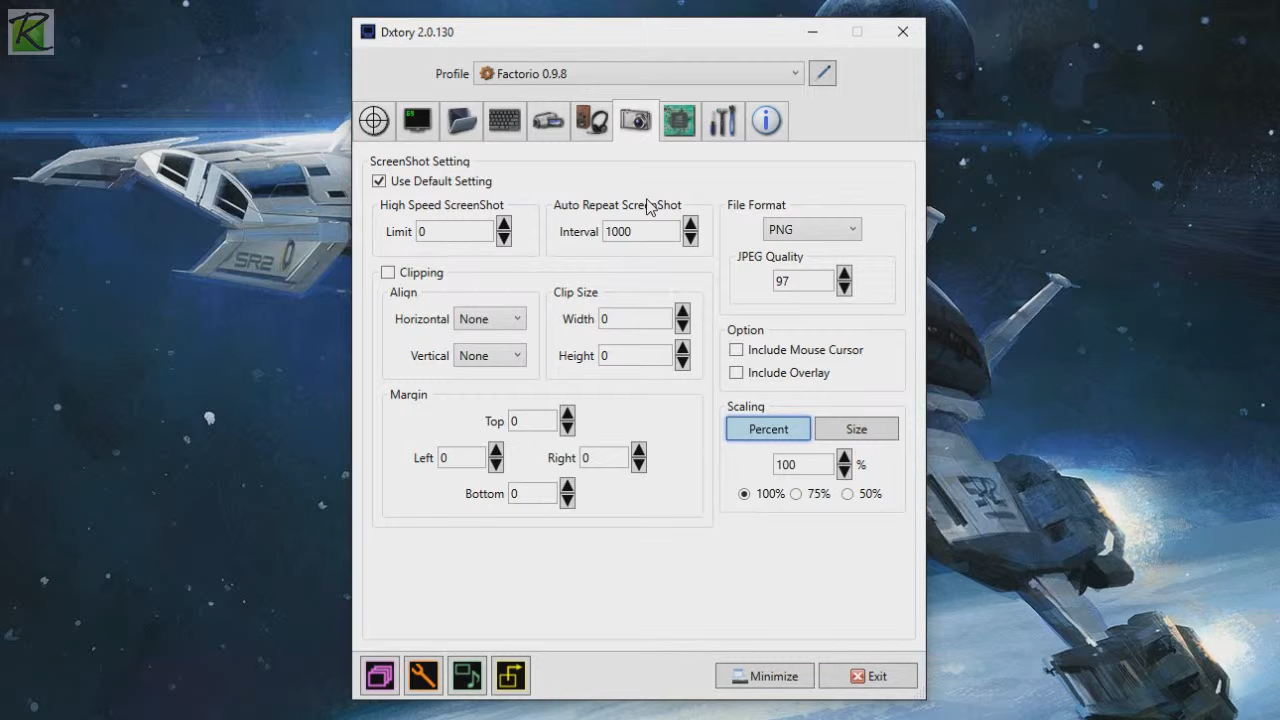 R
Dxtory 2.0.130
Profile Factorio 0.9.8
69
ScreenShot Setting
Use Default Setting
High Speed ScreenShot
Limit 0
Auto Repeat ScreenShot
Interval 1000
File Format
PNG
JPEG Quality
97
Clipping
Align
Horizontal None
Vertical None
Clip Size
Width 0
Height 0
Option
Include Mouse Cursor
Include Overlay
Margin
Top 0
Left 0
Right 0
Bottom 0
Scaling
Percent Size
100 %
100% 75% 50%
Minimize Exit
SR2